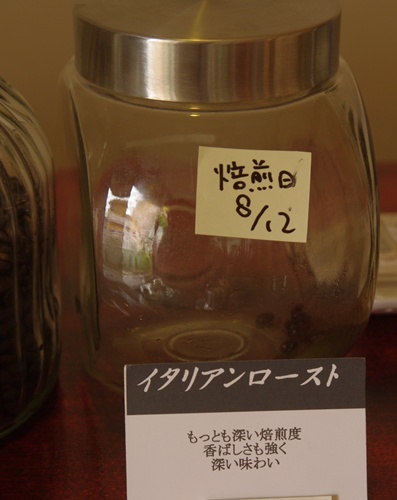 焙煎日
8/12
イタリアンロースト
もっとも深い焙煎度
香ばしさも強く
深い味わい